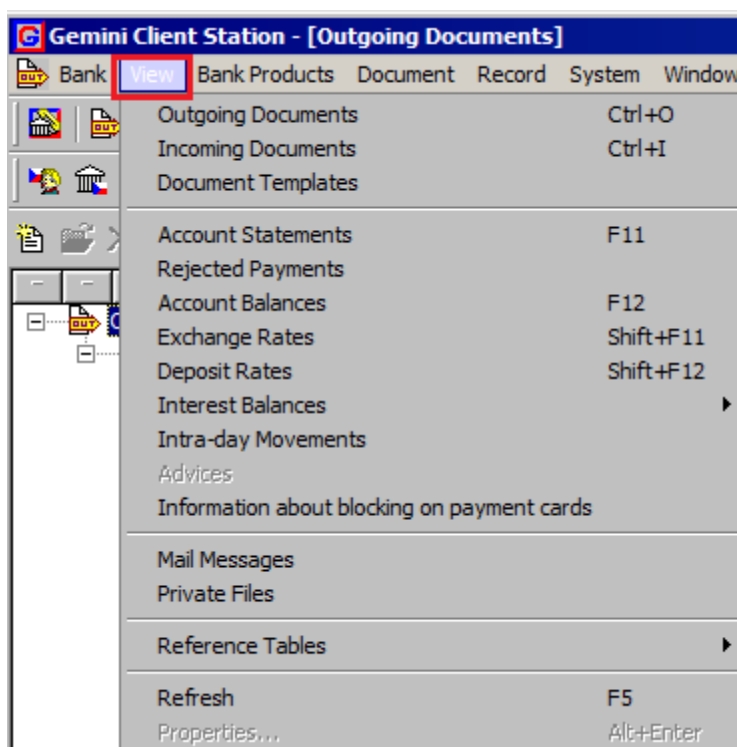 Gemini Client Station - [Outgoing Documents]
Bank View Bank Products Document Record System Window
Outgoing Documents Ctrl+O
Incoming Documents Ctrl+I
Document Templates
Account Statements F11
Rejected Payments
Account Balances F12
Exchange Rates Shift+F11
Deposit Rates Shift+F12
Interest Balances
Intra-day Movements
Advices
Information about blocking on payment cards
Mail Messages
Private Files
Reference Tables
Refresh F5
Properties... Alt+Enter
OUT
OUT
OUT